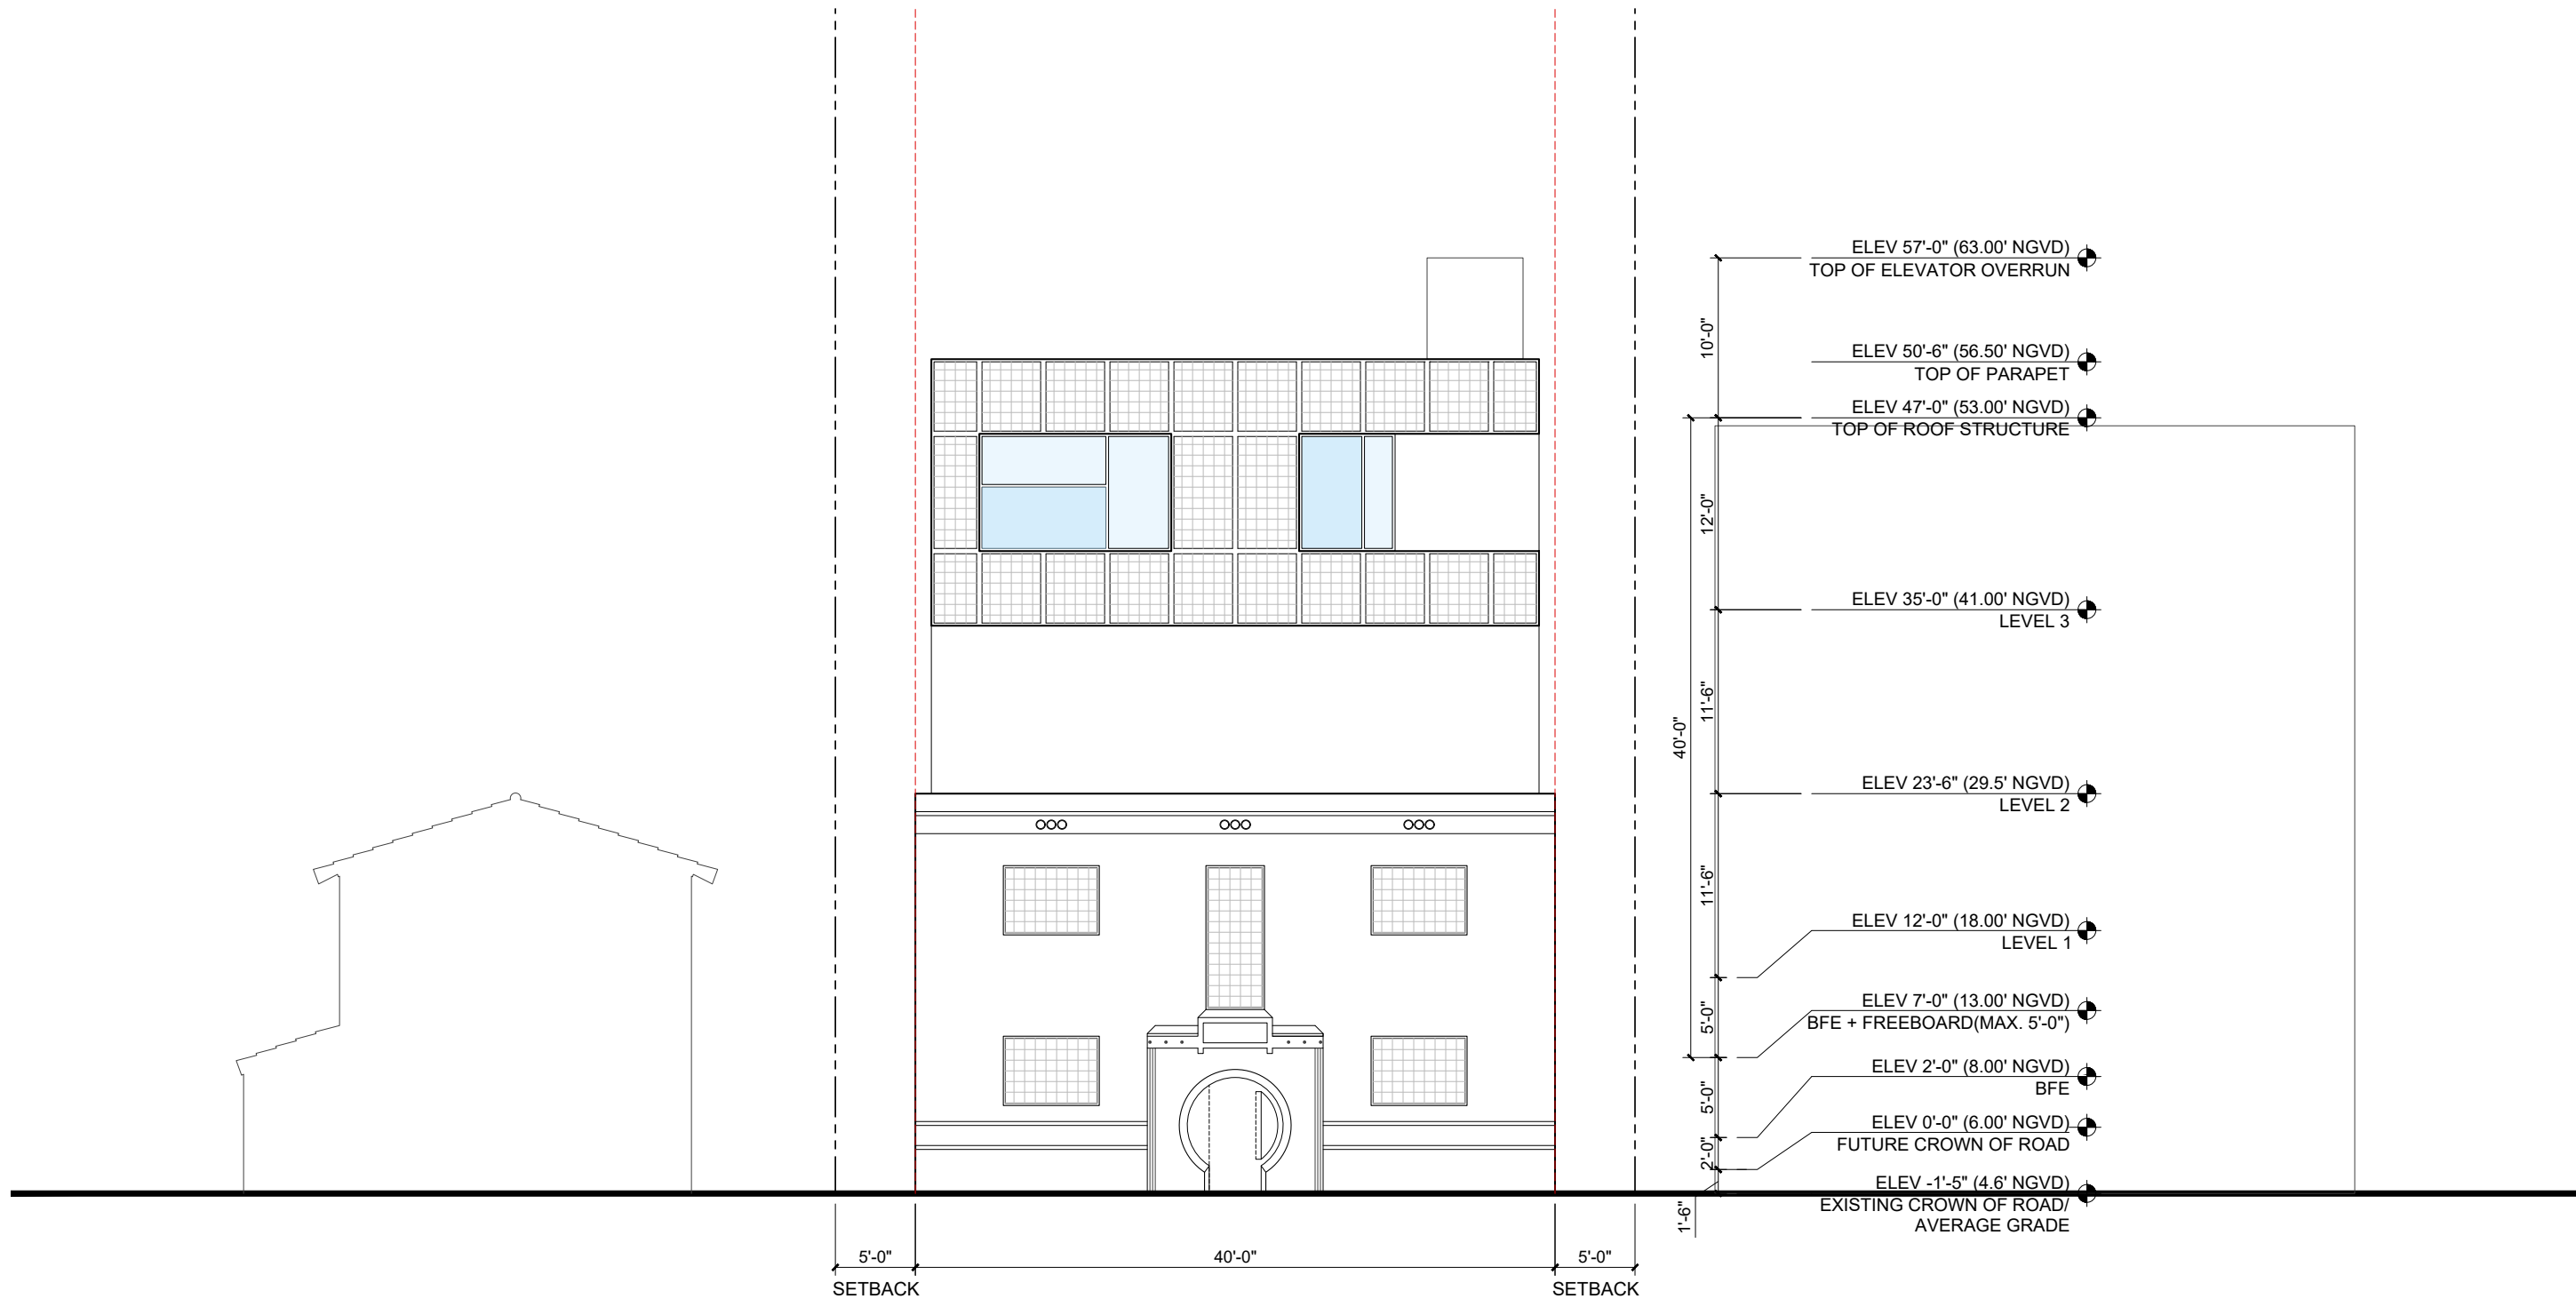 ELEV 57'-0" (63.00' NGVD)
TOP OF ELEVATOR OVERRUN
10'-0"
ELEV 50'-6" (56.50' NGVD)
TOP OF PARAPET
ELEV 47'-0" (53.00' NGVD)
TOP OF ROOF STRUCTURE
12'-0"
ELEV 35'-0" (41.00' NGVD)
LEVEL 3
11'-6"
40'-0"
ELEV 23'-6" (29.5' NGVD)
LEVEL 2
11'-6"
ELEV 12'-0" (18.00' NGVD)
LEVEL 1
5'-0"
ELEV 7'-0" (13.00' NGVD)
BFE + FREEBOARD(MAX. 5'-0")
5'-0"
ELEV 2'-0" (8.00' NGVD)
BFE
2'-0"
ELEV 0'-0" (6.00' NGVD)
FUTURE CROWN OF ROAD
ELEV -1'-5" (4.6' NGVD)
EXISTING CROWN OF ROAD/
AVERAGE GRADE
1'-6"
5'-0"
40'-0"
5'-0"
SETBACK
SETBACK